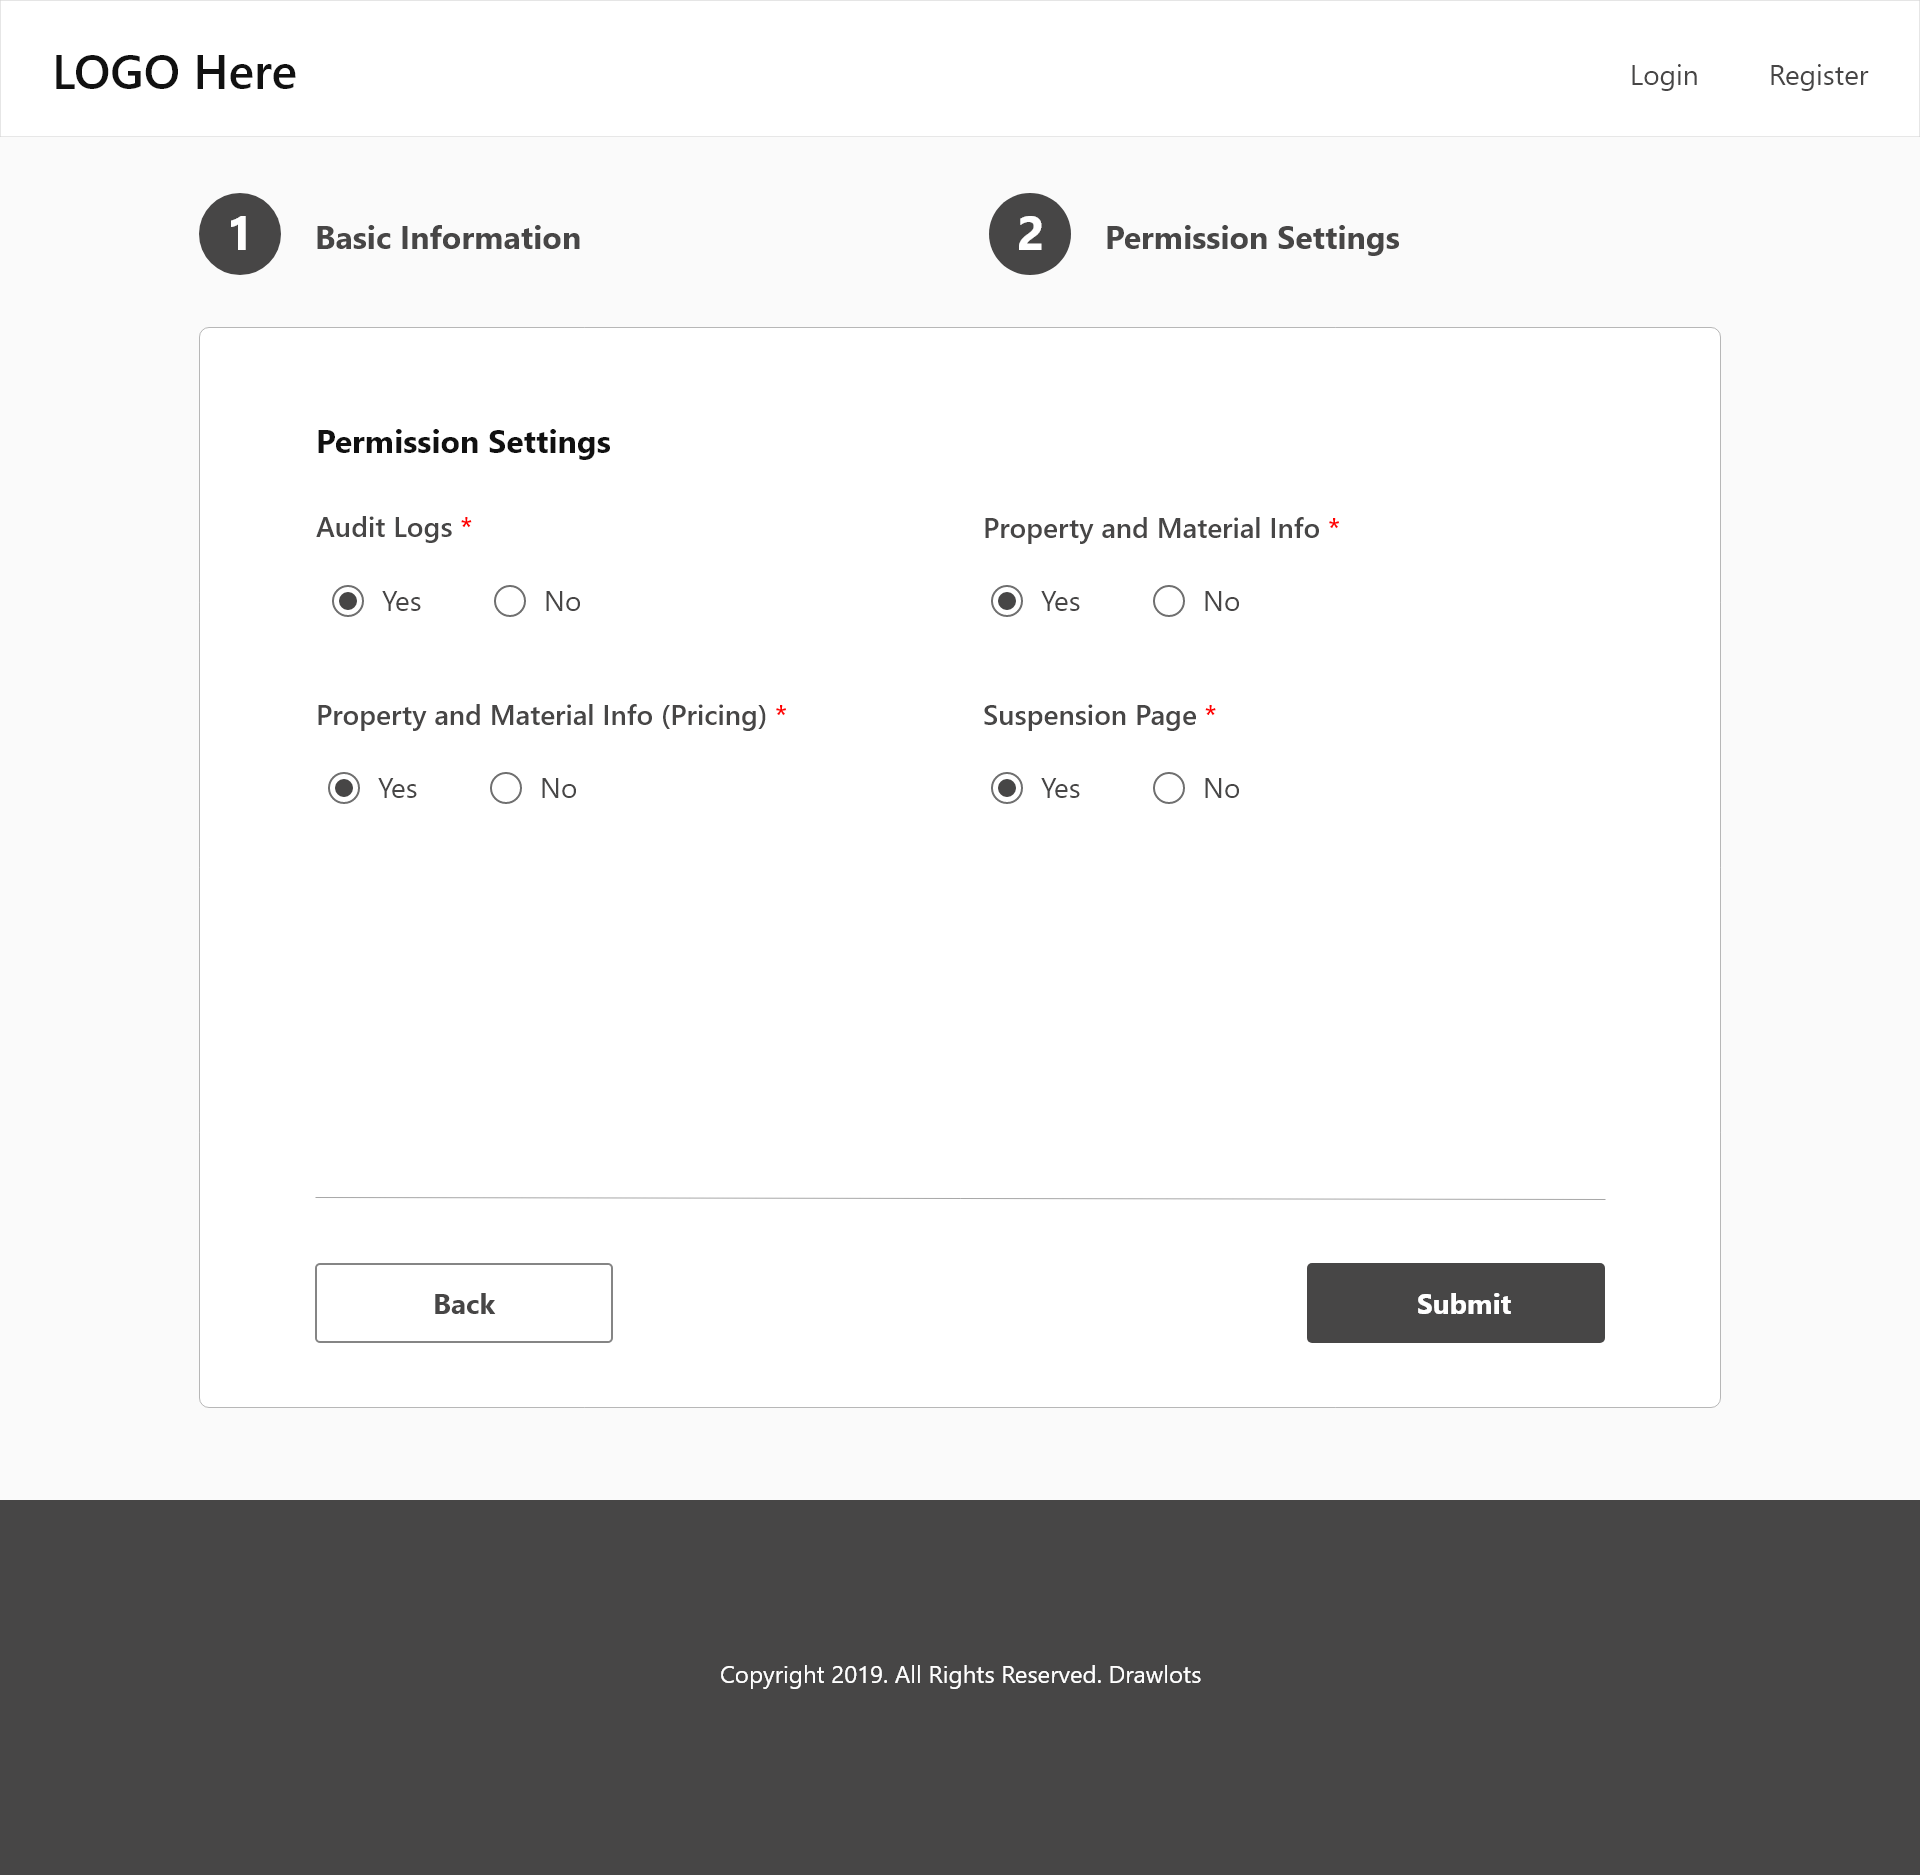 LOGO Here
Login
Register
1
Basic Information
2
Permission Settings
Permission Settings
Audit Logs *
Property and Material Info *
Yes
No
Yes
No
Property and Material Info (Pricing) *
Suspension Page *
Yes
No
Yes
No
Back
Submit
Copyright 2019. All Rights Reserved. Drawlots